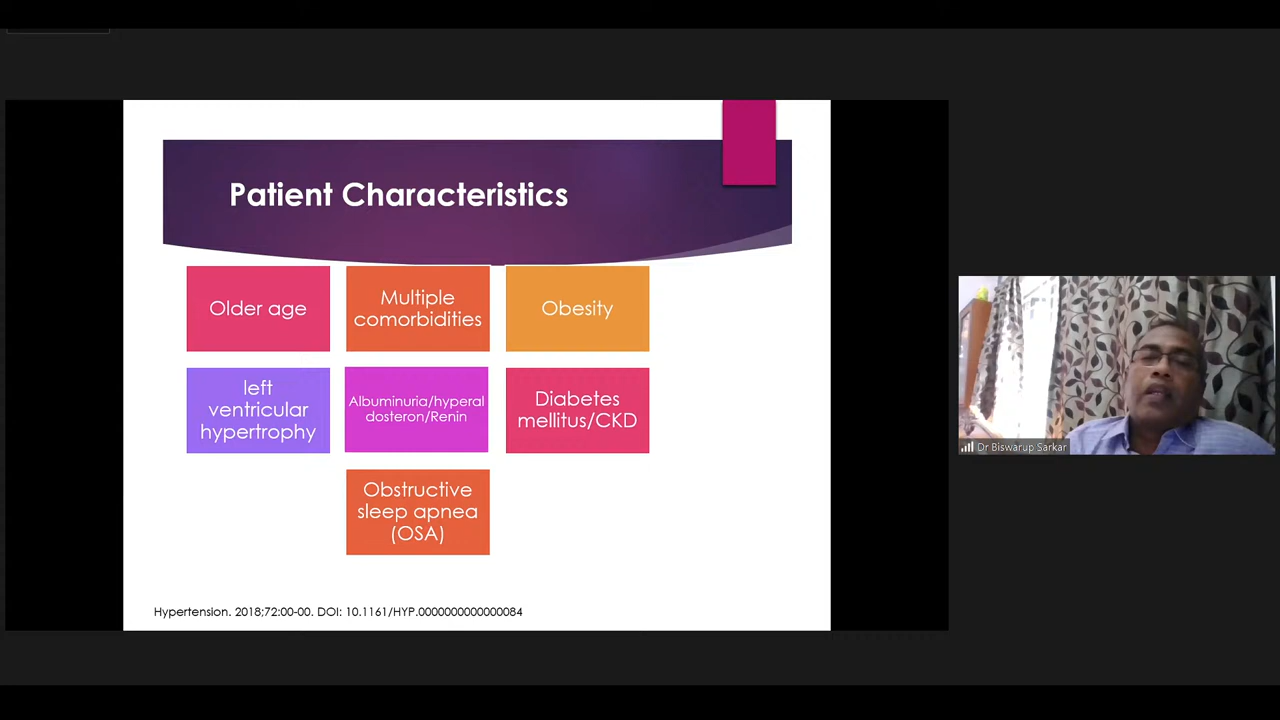 Patient Characteristics
Older age
Multiple
comorbidities
Obesity
left
ventricular
hypertrophy
Albuminuria/hyperal
dosteron/Renin
Diabetes
mellitus/CKD
Obstructive
sleep apnea
(OSA)
Hypertension. 2018;72:00-00. DOI: 10.1161/HYP.0000000000000084
Dr Biswarup Sarkar